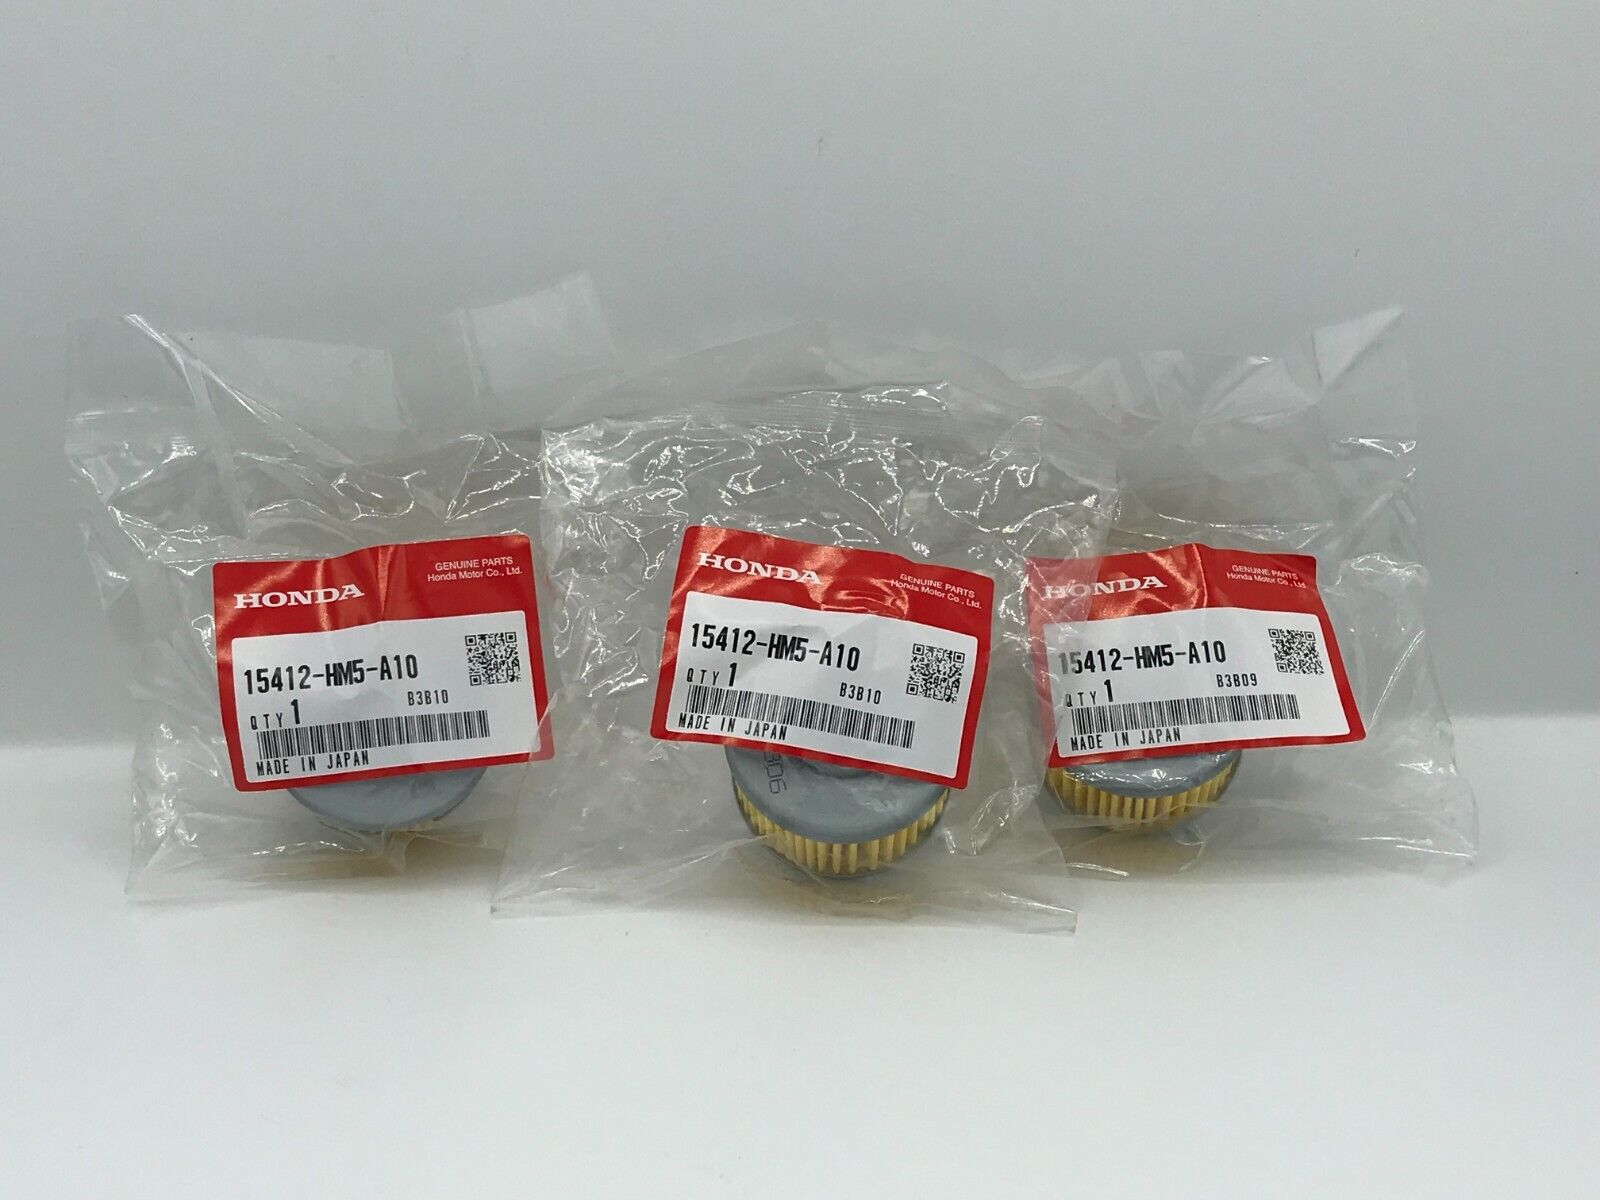 HONDA
GENUINE PARTS
Honda Motor Co., Ltd.
15412-HM5-A10
QTY 1
B3B10
MADE IN JAPAN
HONDA
GENUINE PARTS
Honda Motor Co., Ltd.
15412-HM5-A10
QTY 1
B3B10
MADE IN JAPAN
HONDA
GENUINE PARTS
Honda Motor Co., Ltd.
15412-HM5-A10
QTY 1
B3B09
MADE IN JAPAN